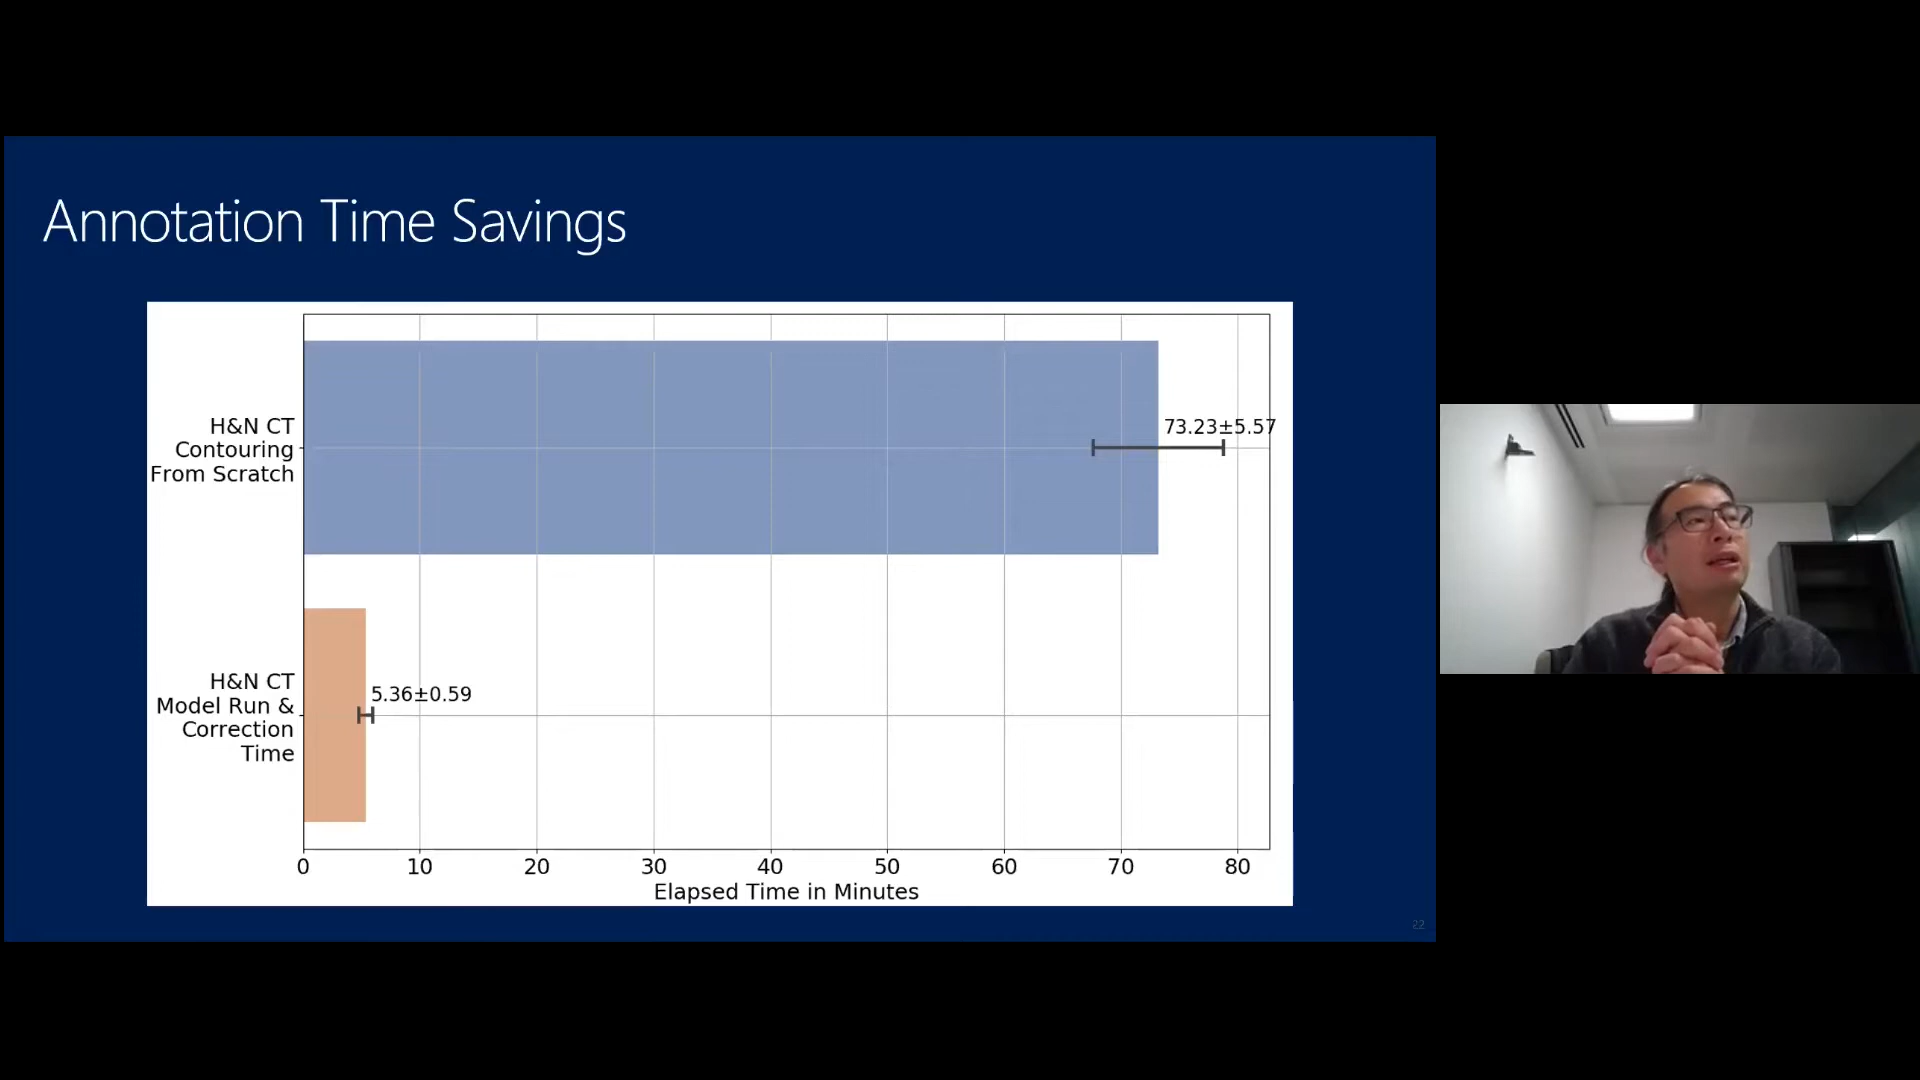 Annotation Time Savings
H&N CT
Contouring
From Scratch
73.23±5.57
H&N CT
Model Run &
Correction
Time
5.36±0.59
0 10 20 30 40 50 60 70 80
Elapsed Time in Minutes
22